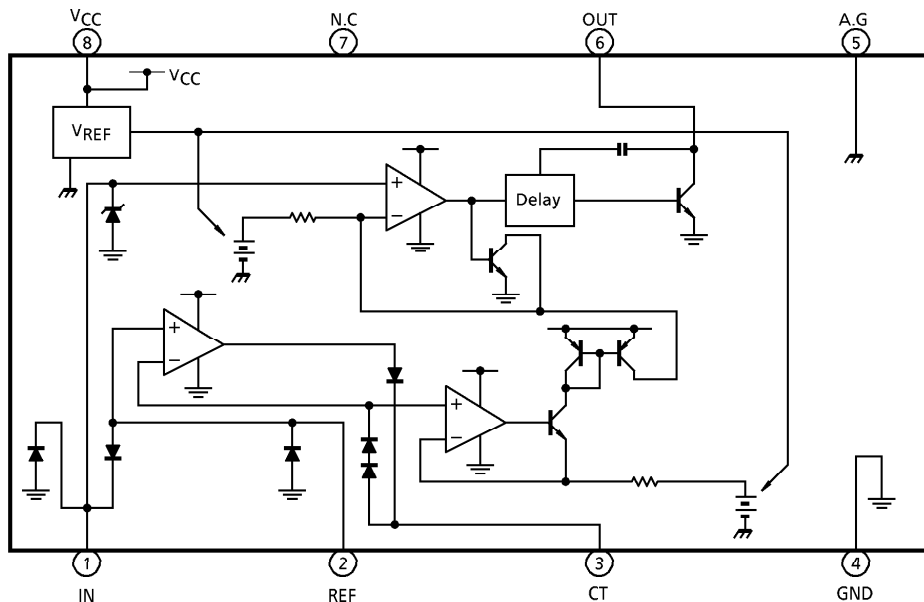 VCC N.C OUT A.G
8 7 6 5
VCC
VREF
+
−
Delay
+
−
+
−
1 2 3 4
IN REF CT GND